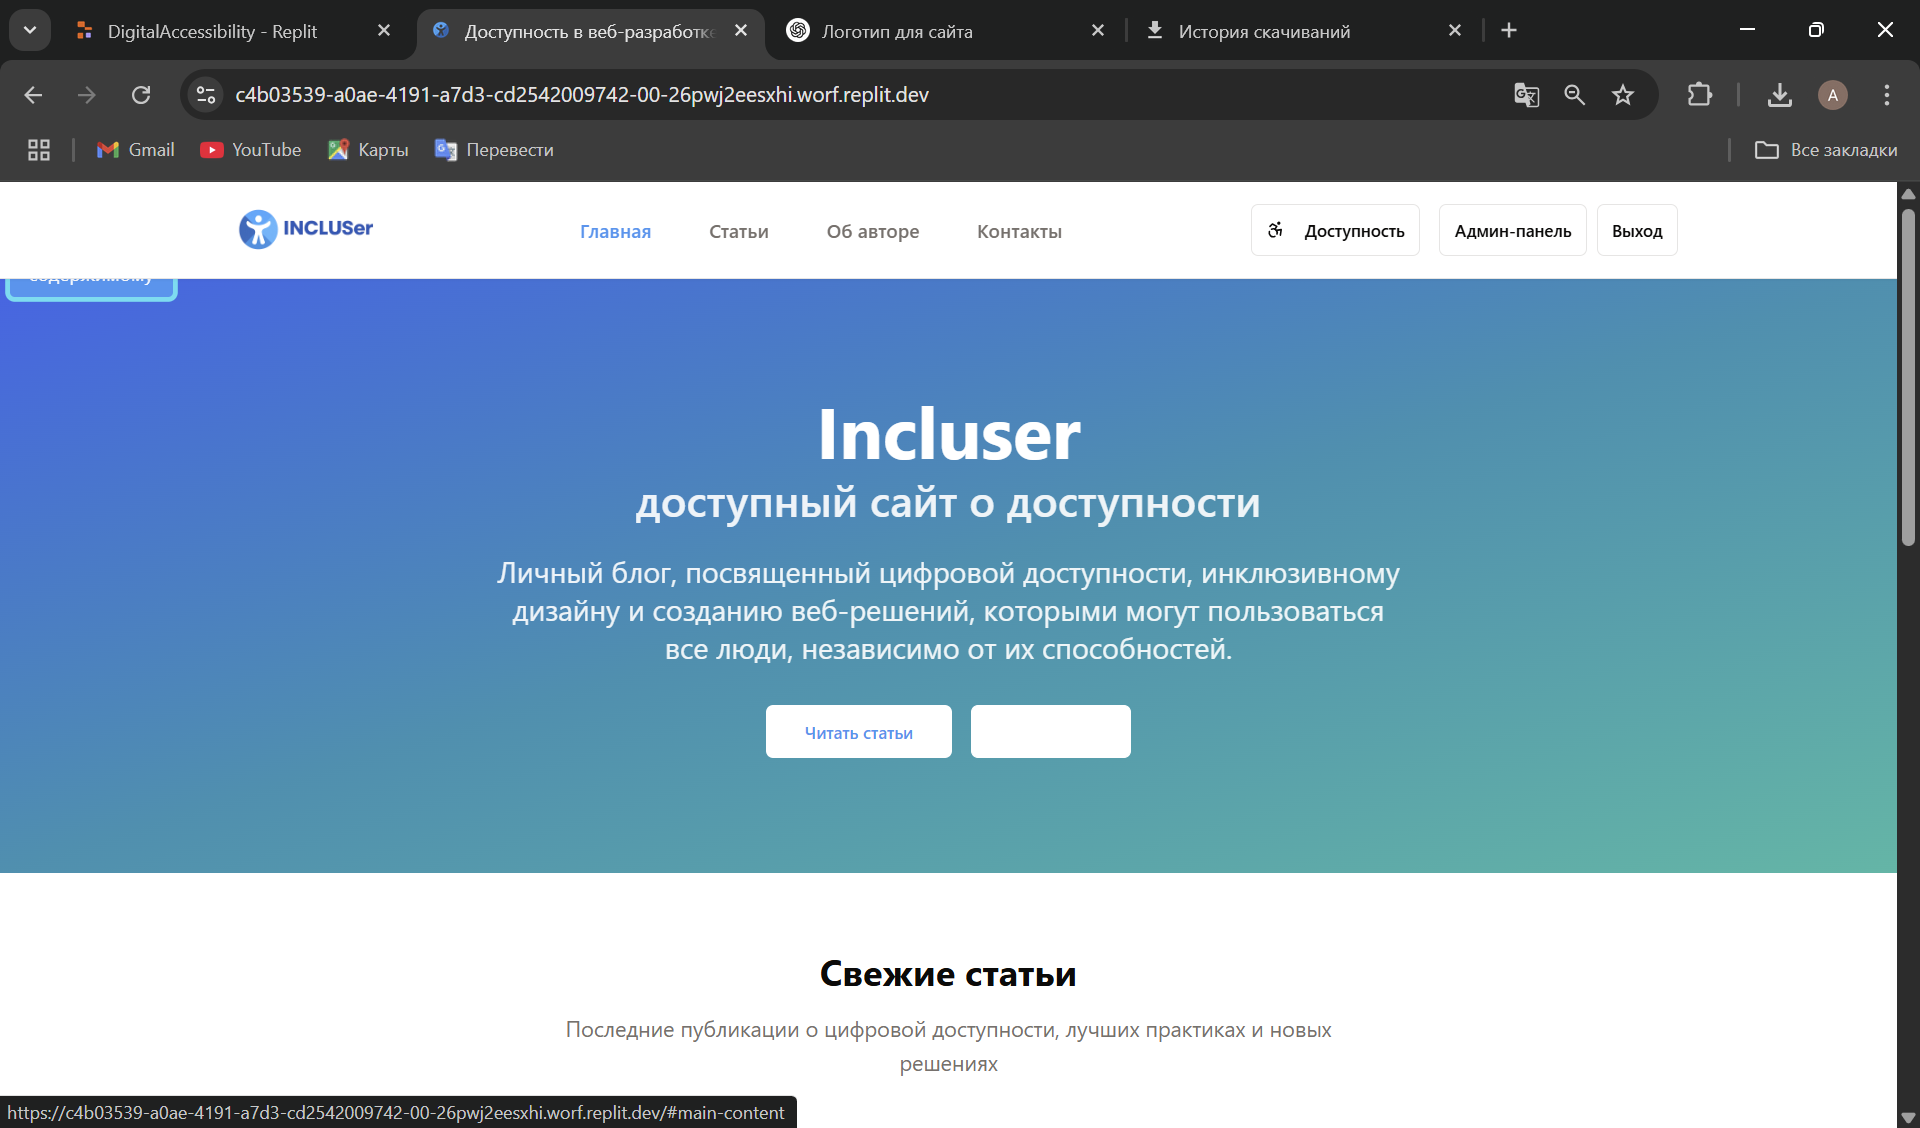 DigitalAccessibility - Replit
Доступность в веб-разработке
Логотип для сайта
История скачиваний
c4b03539-a0ae-4191-a7d3-cd2542009742-00-26pwj2eesxhi.worf.replit.dev
A
Gmail
YouTube
Карты
Перевести
Все закладки
INCLUSer
Главная
Статьи
Об авторе
Контакты
Доступность
Админ-панель
Выход
содержимому
Incluser
доступный сайт о доступности
Личный блог, посвященный цифровой доступности, инклюзивному
дизайну и созданию веб-решений, которыми могут пользоваться
все люди, независимо от их способностей.
Читать статьи
Свежие статьи
Последние публикации о цифровой доступности, лучших практиках и новых
решениях
https://c4b03539-a0ae-4191-a7d3-cd2542009742-00-26pwj2eesxhi.worf.replit.dev/#main-content